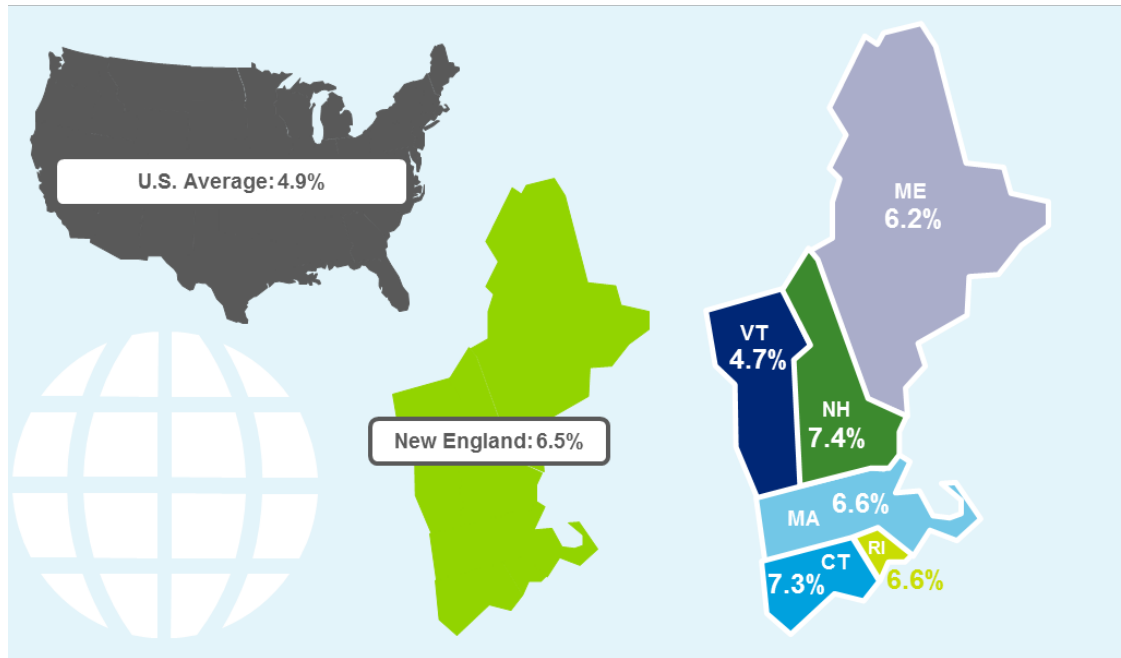 U.S. Average: 4.9%
New England: 6.5%
ME
6.2%
VT
4.7%
NH
7.4%
MA 6.6%
RI
6.6%
CT
7.3%